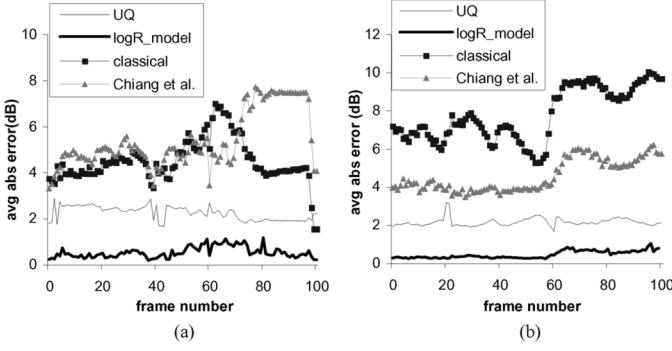 (a)
UQ
logR_model
classical
Chiang et al.
avg abs error(dB)
10
8
6
4
2
0
0 20 40 60 80 100
frame number
(a)
(b)
UQ
logR_model
classical
Chiang et al.
avg abs error (dB)
12
10
8
6
4
2
0
0 20 40 60 80 100
frame number
(b)